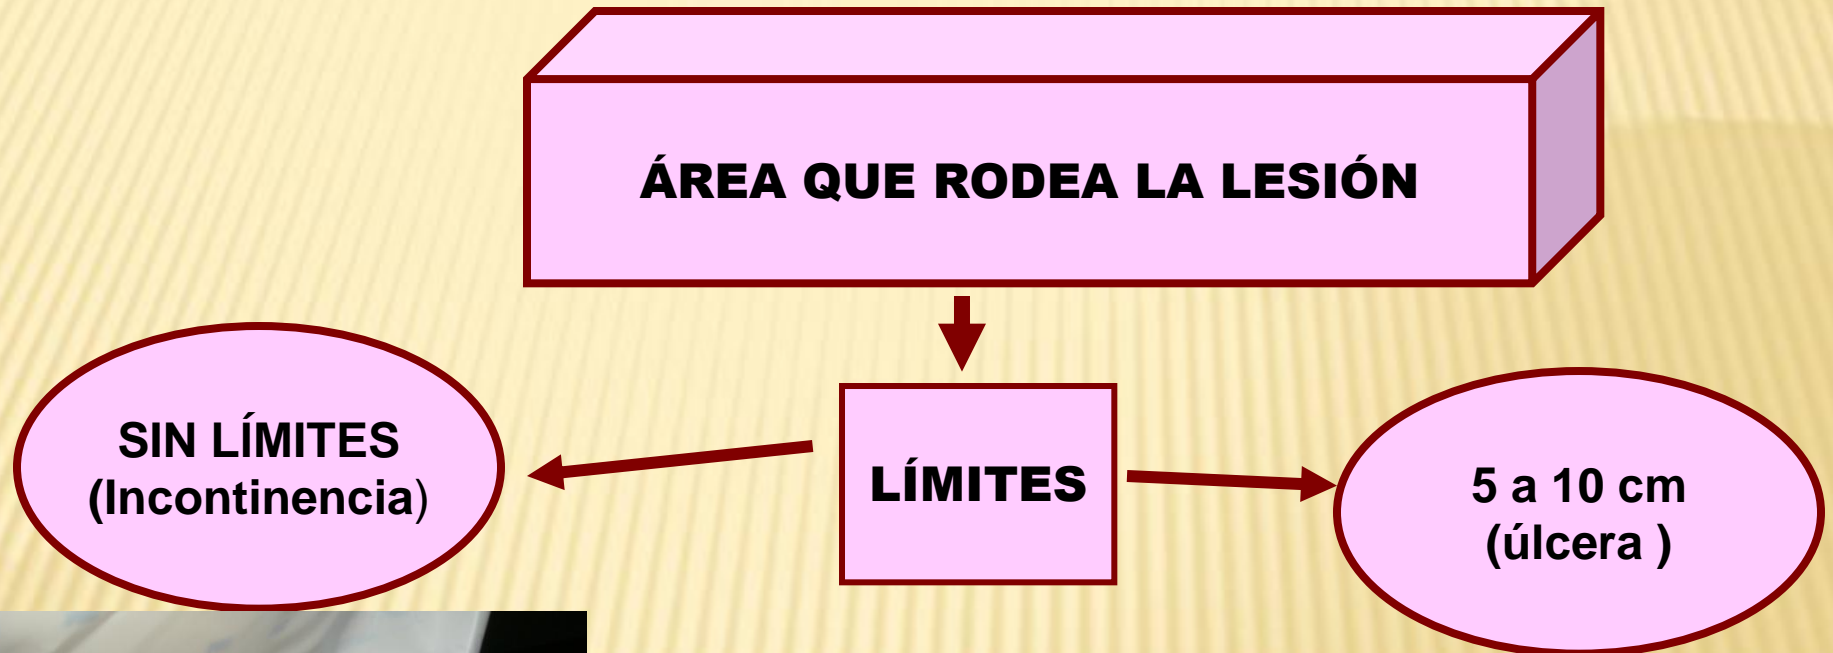 ÁREA QUE RODEA LA LESIÓN
SIN LÍMITES
(Incontinencia)
LÍMITES
5 a 10 cm
(úlcera )